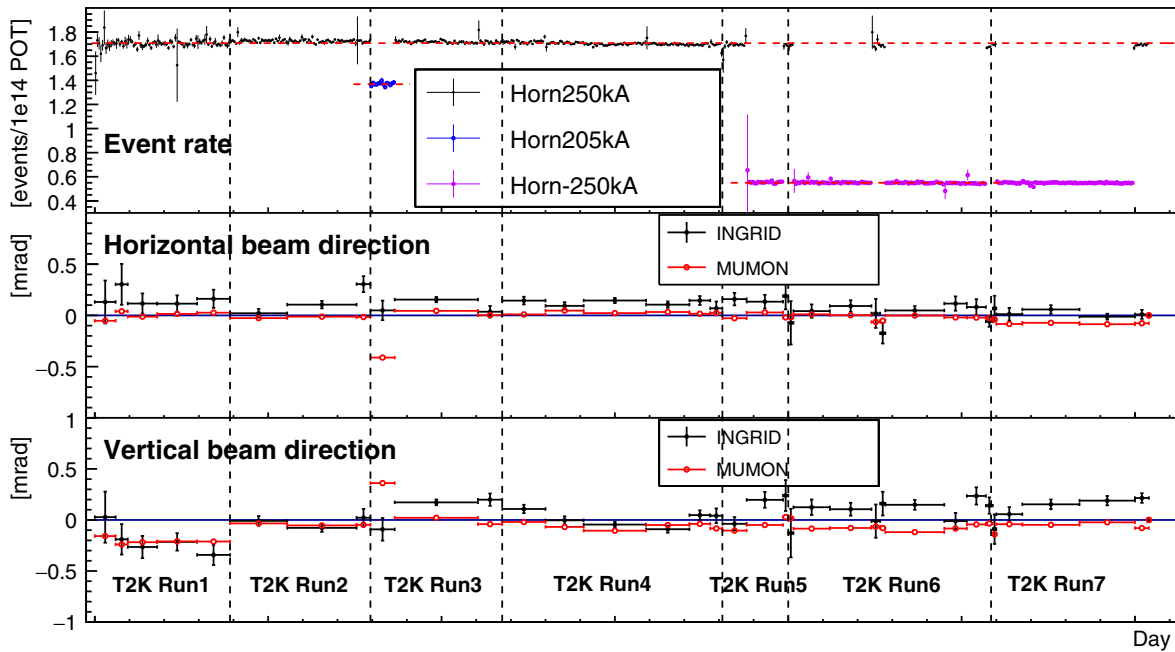 [events/1e14 POT]
1.8
1.6
1.4
1.2
1
0.8
0.6
0.4
Event rate
Horn250kA
Horn205kA
Horn-250kA
[mrad]
0.5
0
−0.5
Horizontal beam direction
INGRID
MUMON
[mrad]
1
0.5
0
−0.5
−1
Vertical beam direction
INGRID
MUMON
T2K Run1
T2K Run2
T2K Run3
T2K Run4
T2K Run5
T2K Run6
T2K Run7
Day